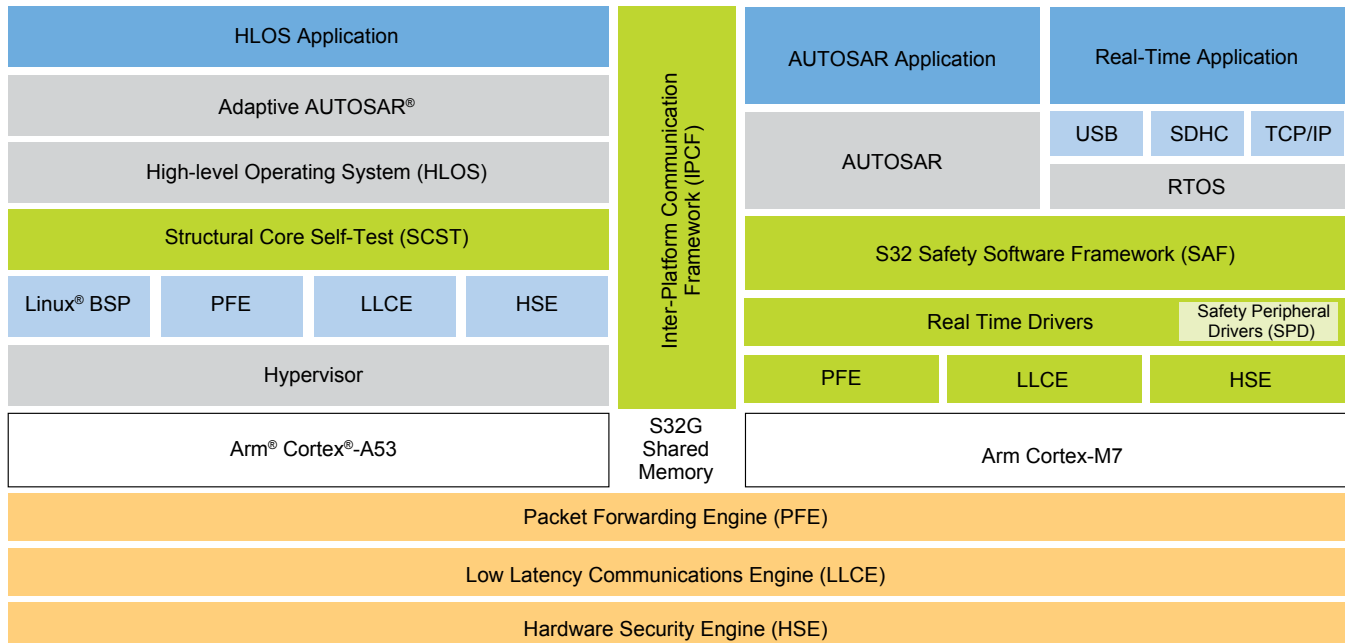 HLOS Application
Adaptive AUTOSAR®
High-level Operating System (HLOS)
Structural Core Self-Test (SCST)
Linux® BSP
PFE
LLCE
HSE
Hypervisor
Arm® Cortex®-A53
Inter-Platform Communication
Framework (IPCF)
S32G
Shared
Memory
AUTOSAR Application
Real-Time Application
AUTOSAR
USB
SDHC
TCP/IP
RTOS
S32 Safety Software Framework (SAF)
Real Time Drivers
Safety Peripheral
Drivers (SPD)
PFE
LLCE
HSE
Arm Cortex-M7
Packet Forwarding Engine (PFE)
Low Latency Communications Engine (LLCE)
Hardware Security Engine (HSE)